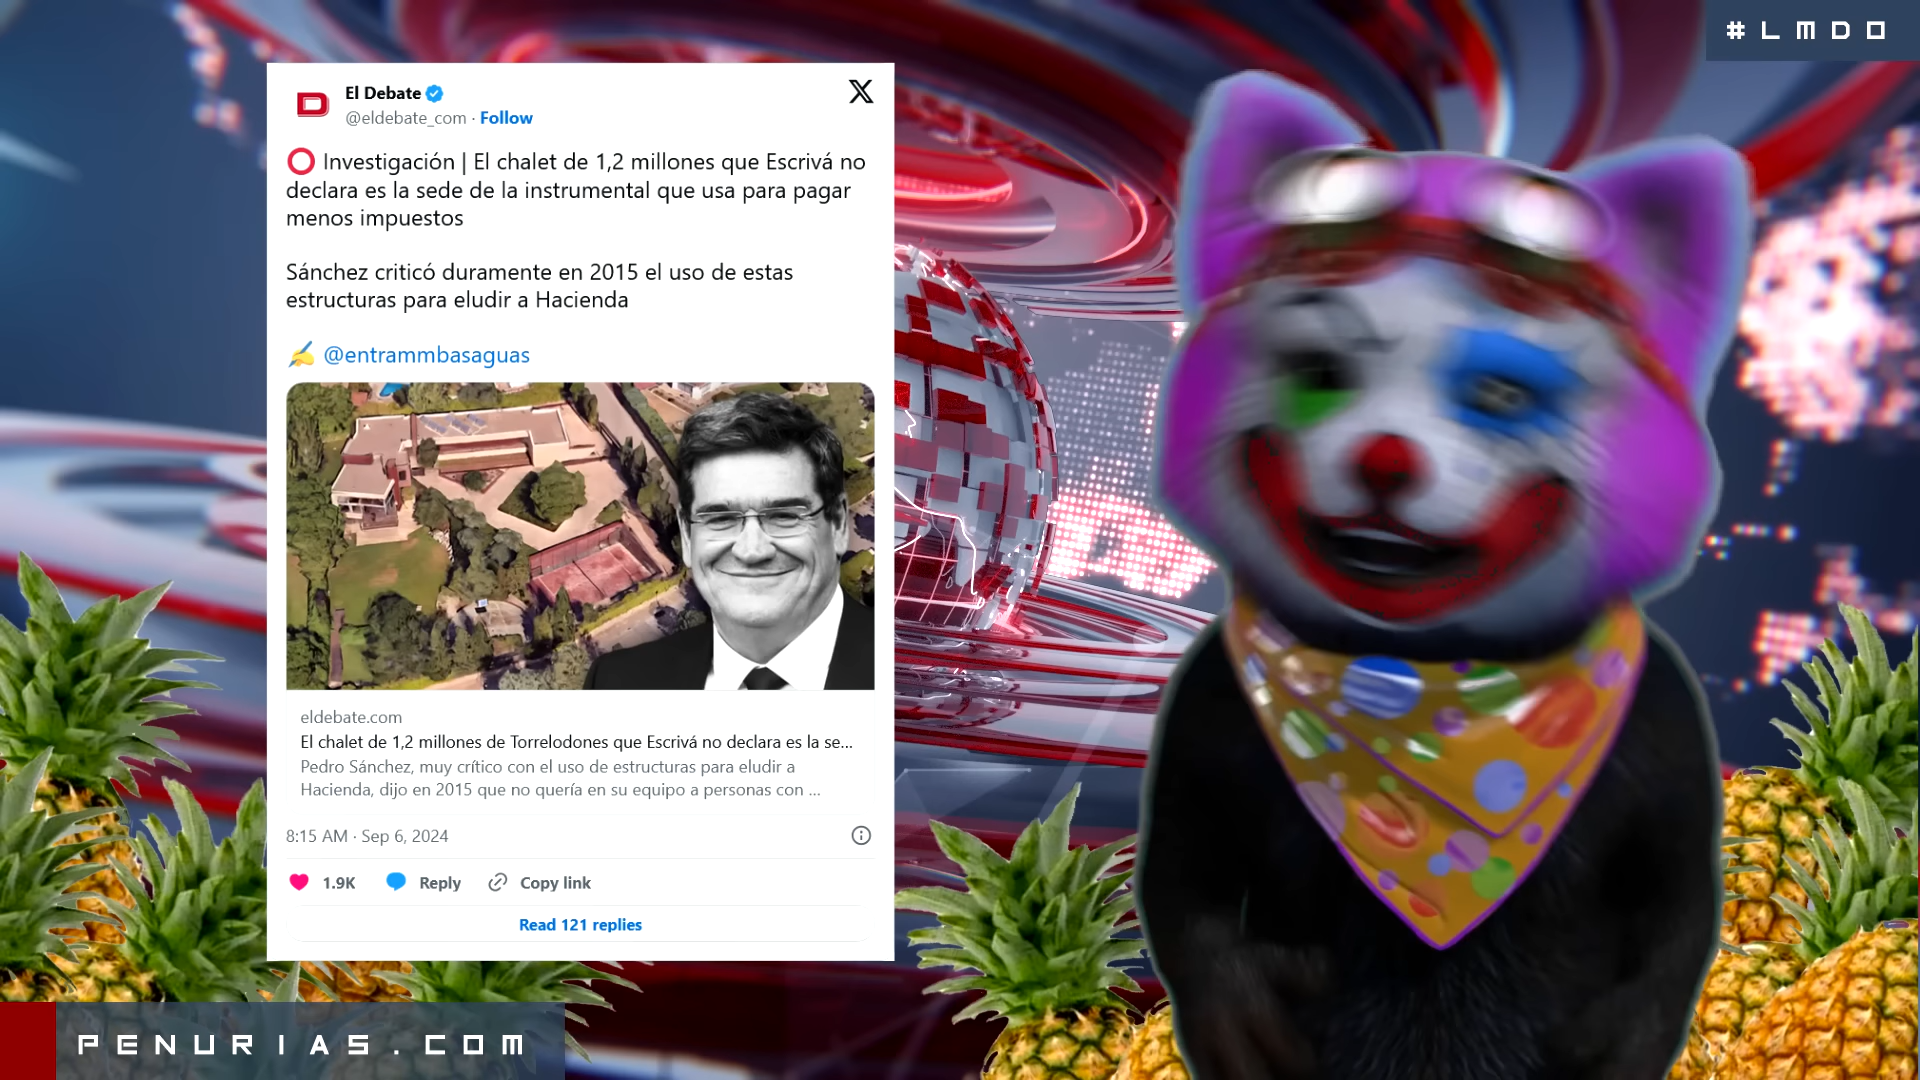 # L M D O
El Debate
@eldebate_com · Follow
Investigación | El chalet de 1,2 millones que Escrivá no
declara es la sede de la instrumental que usa para pagar
menos impuestos
Sánchez criticó duramente en 2015 el uso de estas
estructuras para eludir a Hacienda
✍ @entrammbasaguas
eldebate.com
El chalet de 1,2 millones de Torrelodones que Escrivá no declara es la se...
Pedro Sánchez, muy crítico con el uso de estructuras para eludir a
Hacienda, dijo en 2015 que no quería en su equipo a personas con ...
8:15 AM · Sep 6, 2024
1.9K Reply Copy link
Read 121 replies
PENURIAS.COM